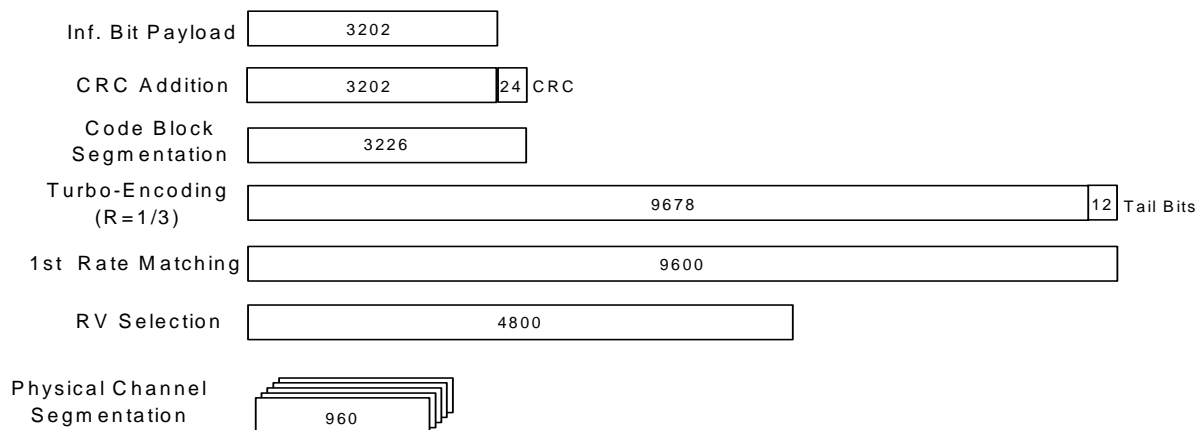 Inf. Bit Payload
3202
CRC Addition
3202
24
CRC
Code Block
Segmentation
3226
Turbo-Encoding
(R=1/3)
9678
12
Tail Bits
1st Rate Matching
9600
RV Selection
4800
Physical Channel
Segmentation
960